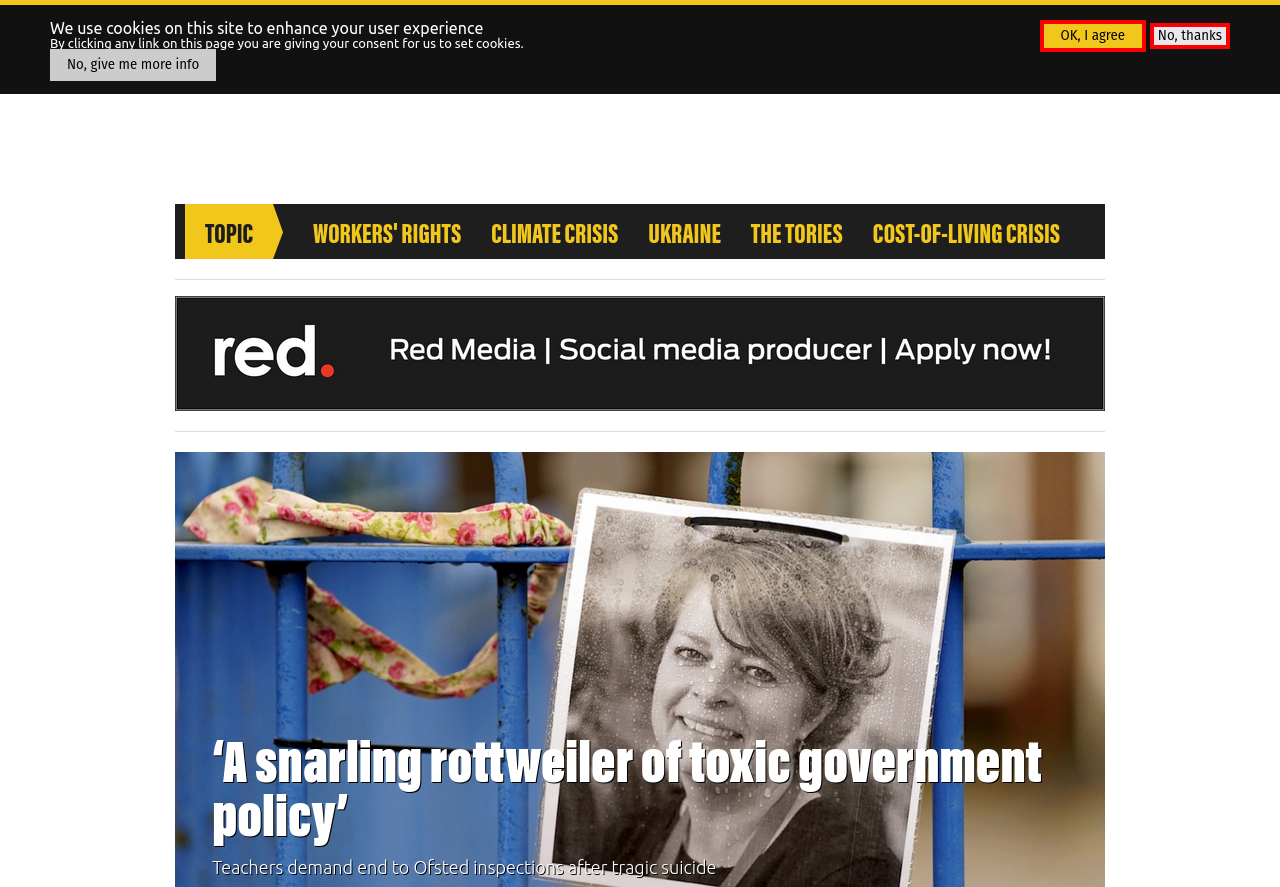 We use cookies on this site to enhance your user experience
By clicking any link on this page you are giving your consent for us to set cookies.
No, give me more info
OK, I agree
No, thanks
TOPIC
WORKERS' RIGHTS
CLIMATE CRISIS
UKRAINE
THE TORIES
COST-OF-LIVING CRISIS
red.
Red Media | Social media producer | Apply now!
‘A snarling rottweiler of toxic government
policy’
Teachers demand end to Ofsted inspections after tragic suicide